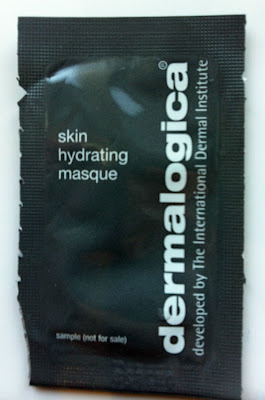 skin
hydrating
masque
sample (not for sale)
dermalogica®
developed by The International Dermal Institute